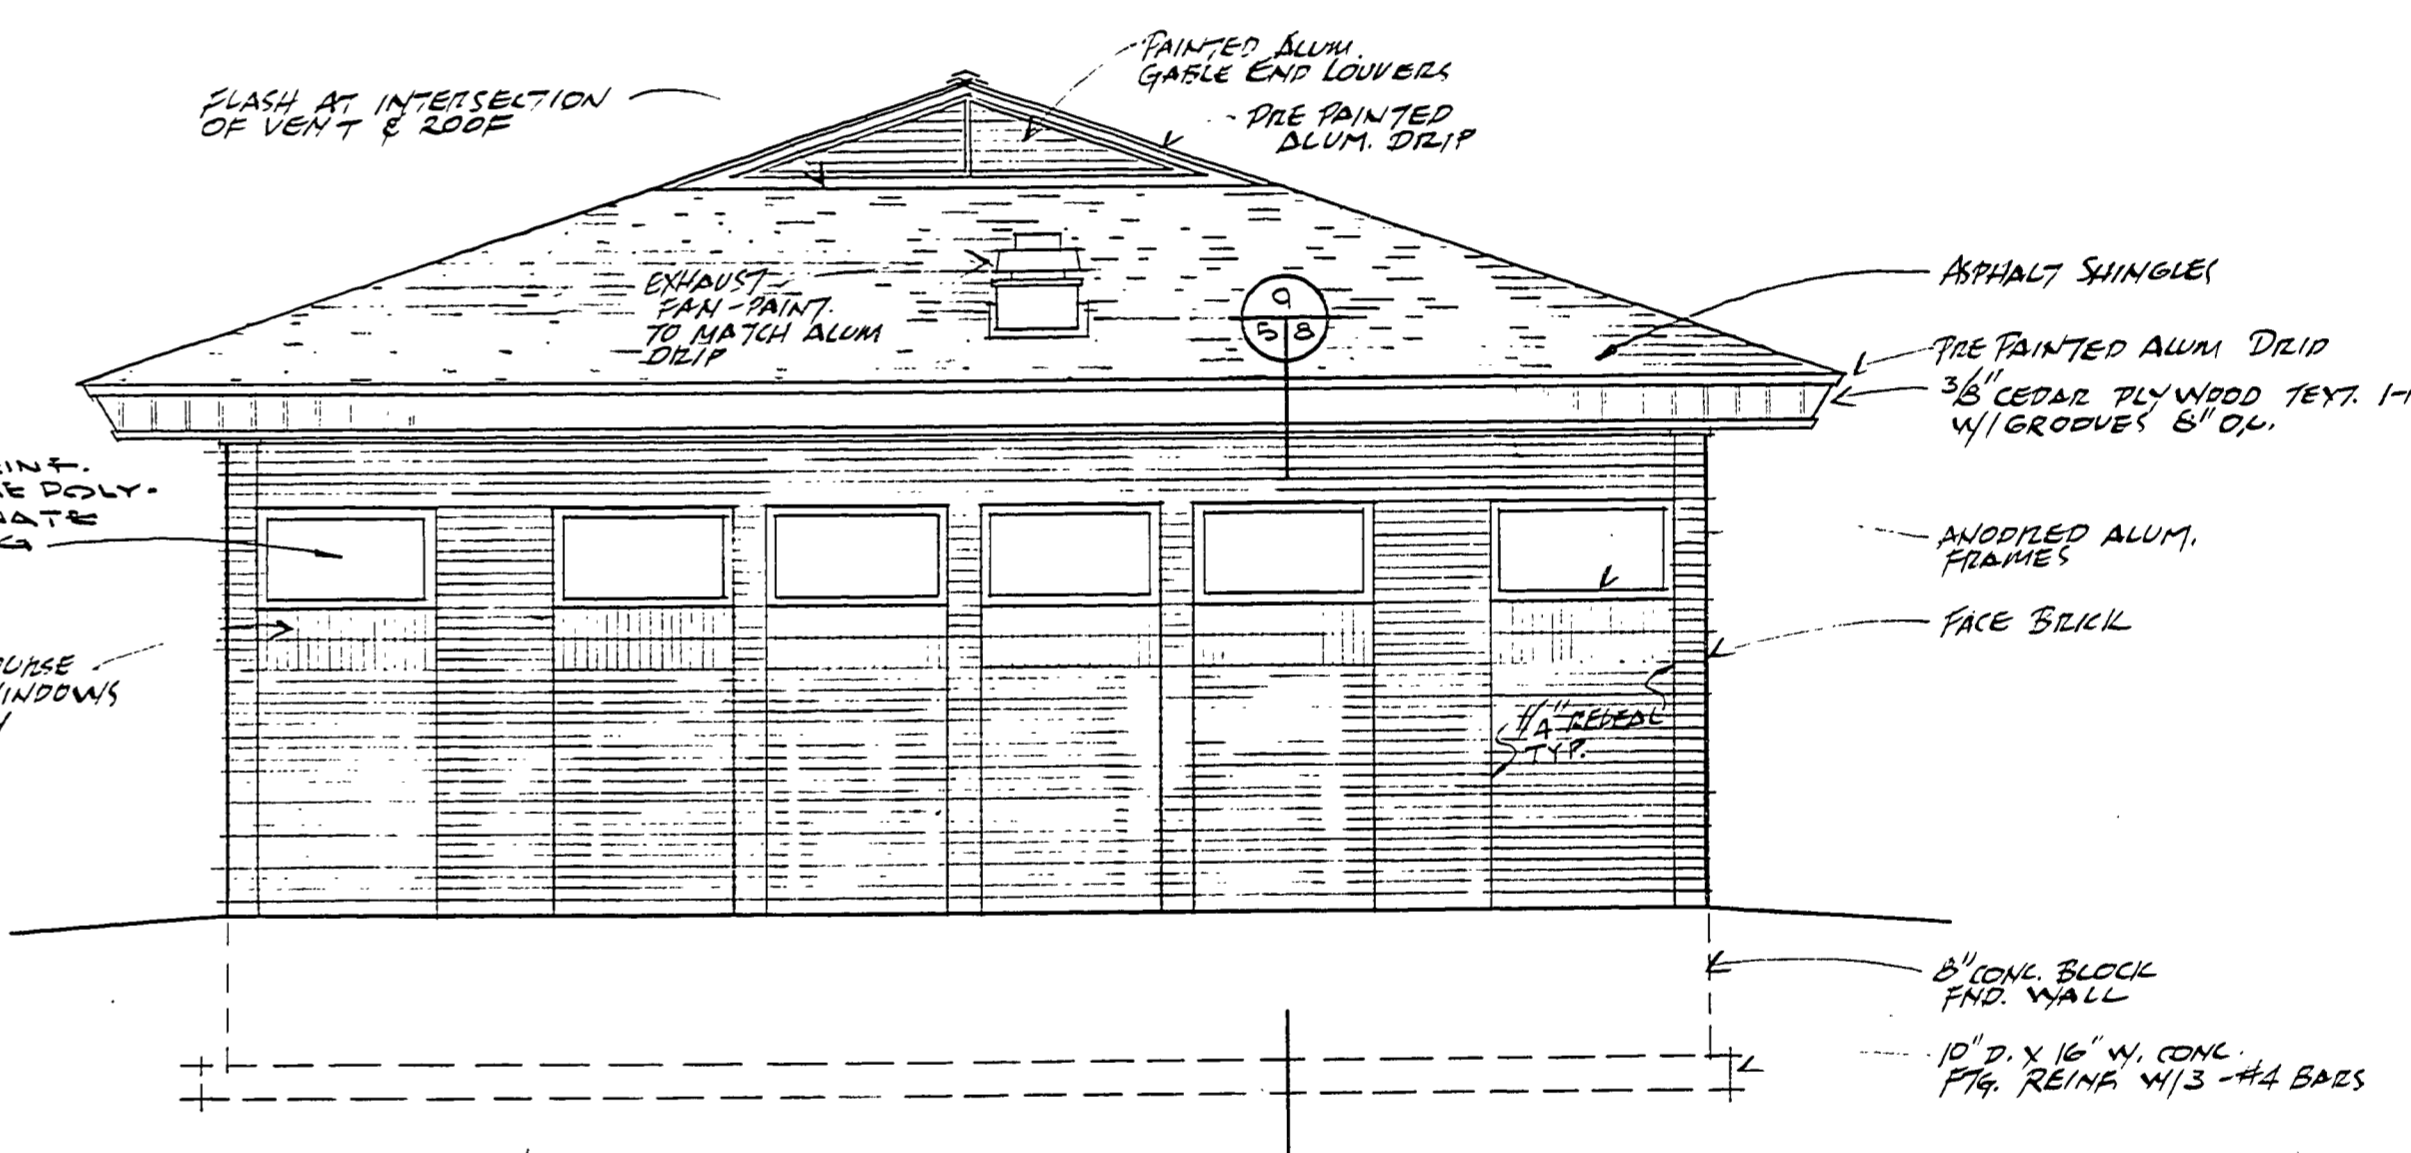 PAINTED ALUM.
GABLE END LOUVERS
FLASH AT INTERSECTION
OF VENT & ROOF
PRE PAINTED
ALUM. DRIP
EXHAUST
FAN - PAINT
TO MATCH ALUM
DRIP
9
5 8
ASPHALT SHINGLES
PRE PAINTED ALUM DRIP
3/8" CEDAR PLYWOOD TEXT. 1-
W/ GROOVES 8" O.C.
POLY-
ANODIZED ALUM.
FRAMES
FACE BRICK
INDOWS
1/4" REVEAL
TYP.
8" CONC. BLOCK
FND. WALL
10" D. X 16" W. CONC.
FTG. REINF. W/3 - #4 BARS